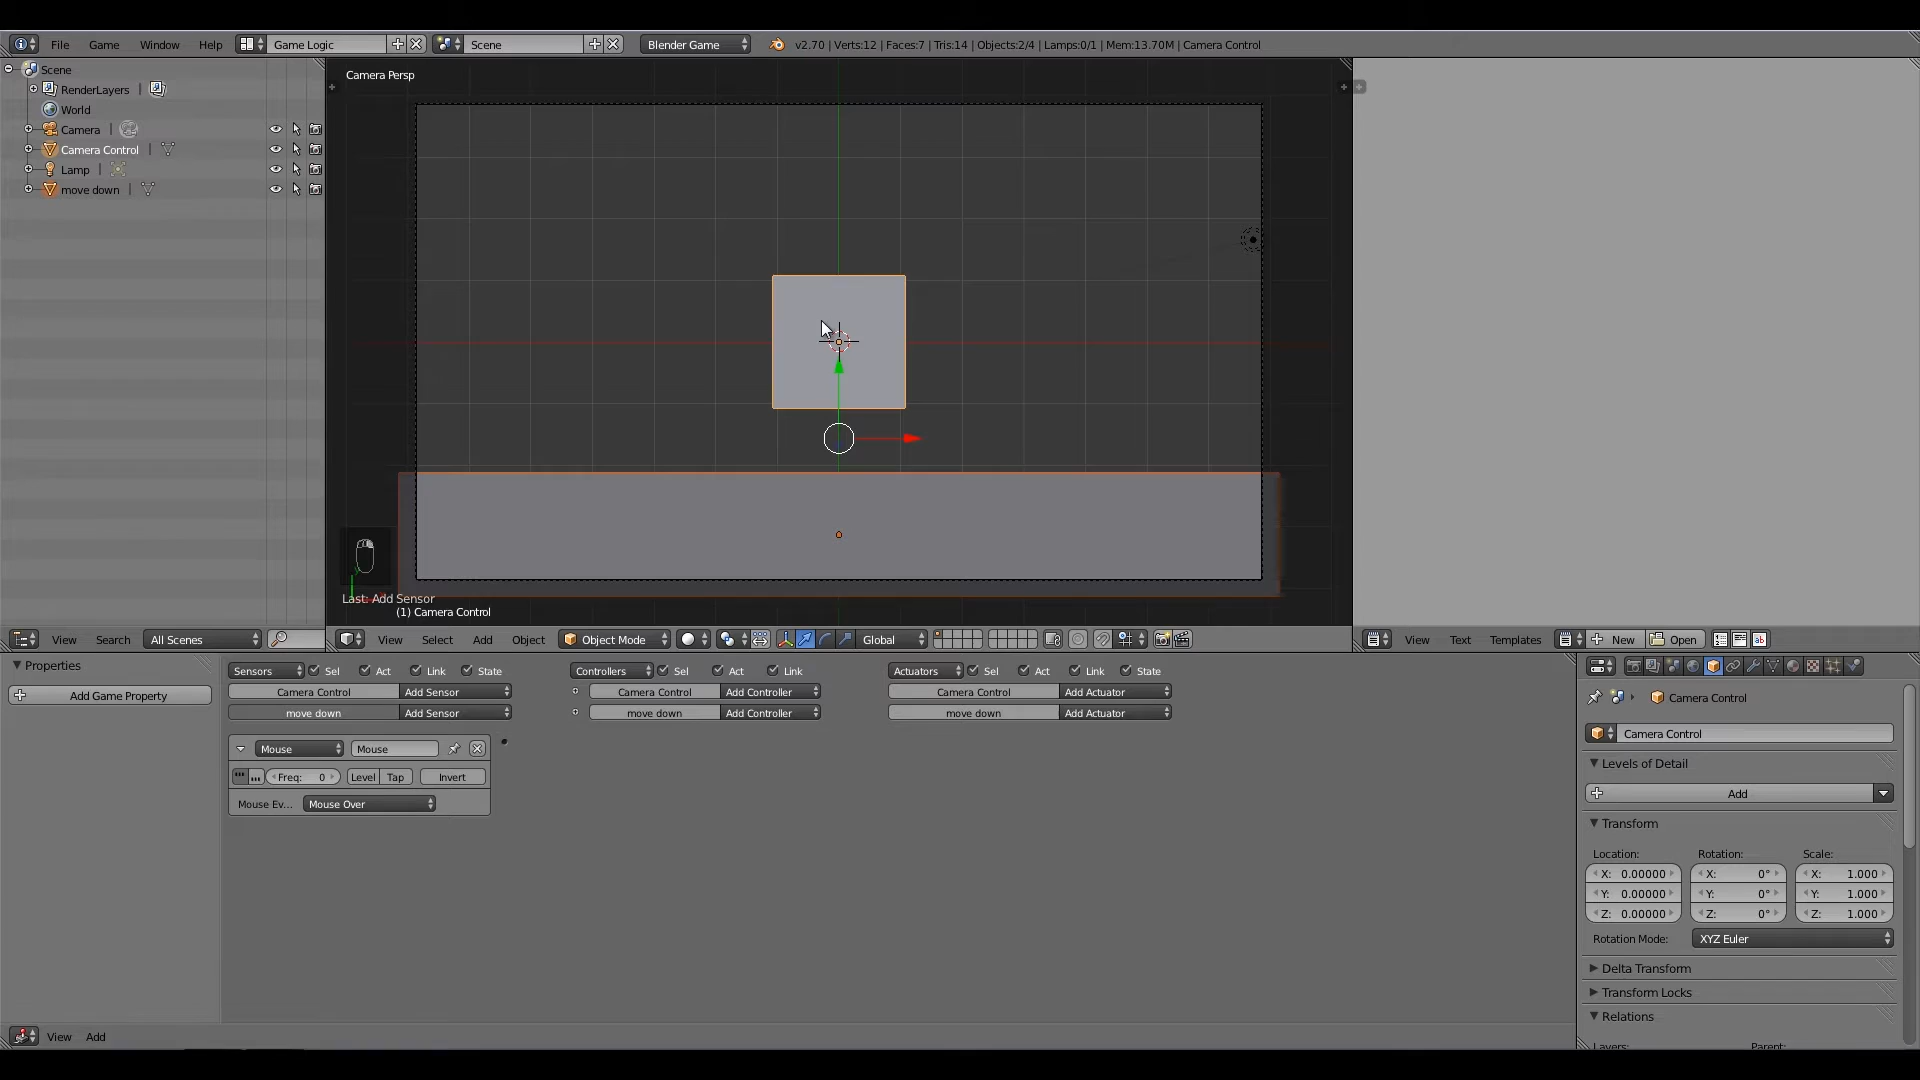 File Game Window Help Game Logic Scene Blender Game v2.70 | Verts:12 | Faces:7 | Tris:14 | Objects:2/4 | Lamps:0/1 | Mem:13.70M | Camera Control
Scene
RenderLayers |
World
Camera |
Camera Control |
Lamp |
move down |
Camera Persp
Last: Add Sensor
(1) Camera Control
View Search All Scenes
View Select Add Object Object Mode Global
View Text Templates New Open
Properties
Add Game Property
Sensors Sel Act Link State
Camera Control Add Sensor
move down Add Sensor
Mouse Mouse
Freq: 0 Level Tap Invert
Mouse Ev... Mouse Over
Controllers Sel Act Link
Camera Control Add Controller
move down Add Controller
Actuators Sel Act Link State
Camera Control Add Actuator
move down Add Actuator
Camera Control
Camera Control
Levels of Detail
Add
Transform
Location: Rotation: Scale:
X: 0.00000 X: 0° X: 1.000
Y: 0.00000 Y: 0° Y: 1.000
Z: 0.00000 Z: 0° Z: 1.000
Rotation Mode: XYZ Euler
Delta Transform
Transform Locks
Relations
Layers: Parent:
View Add